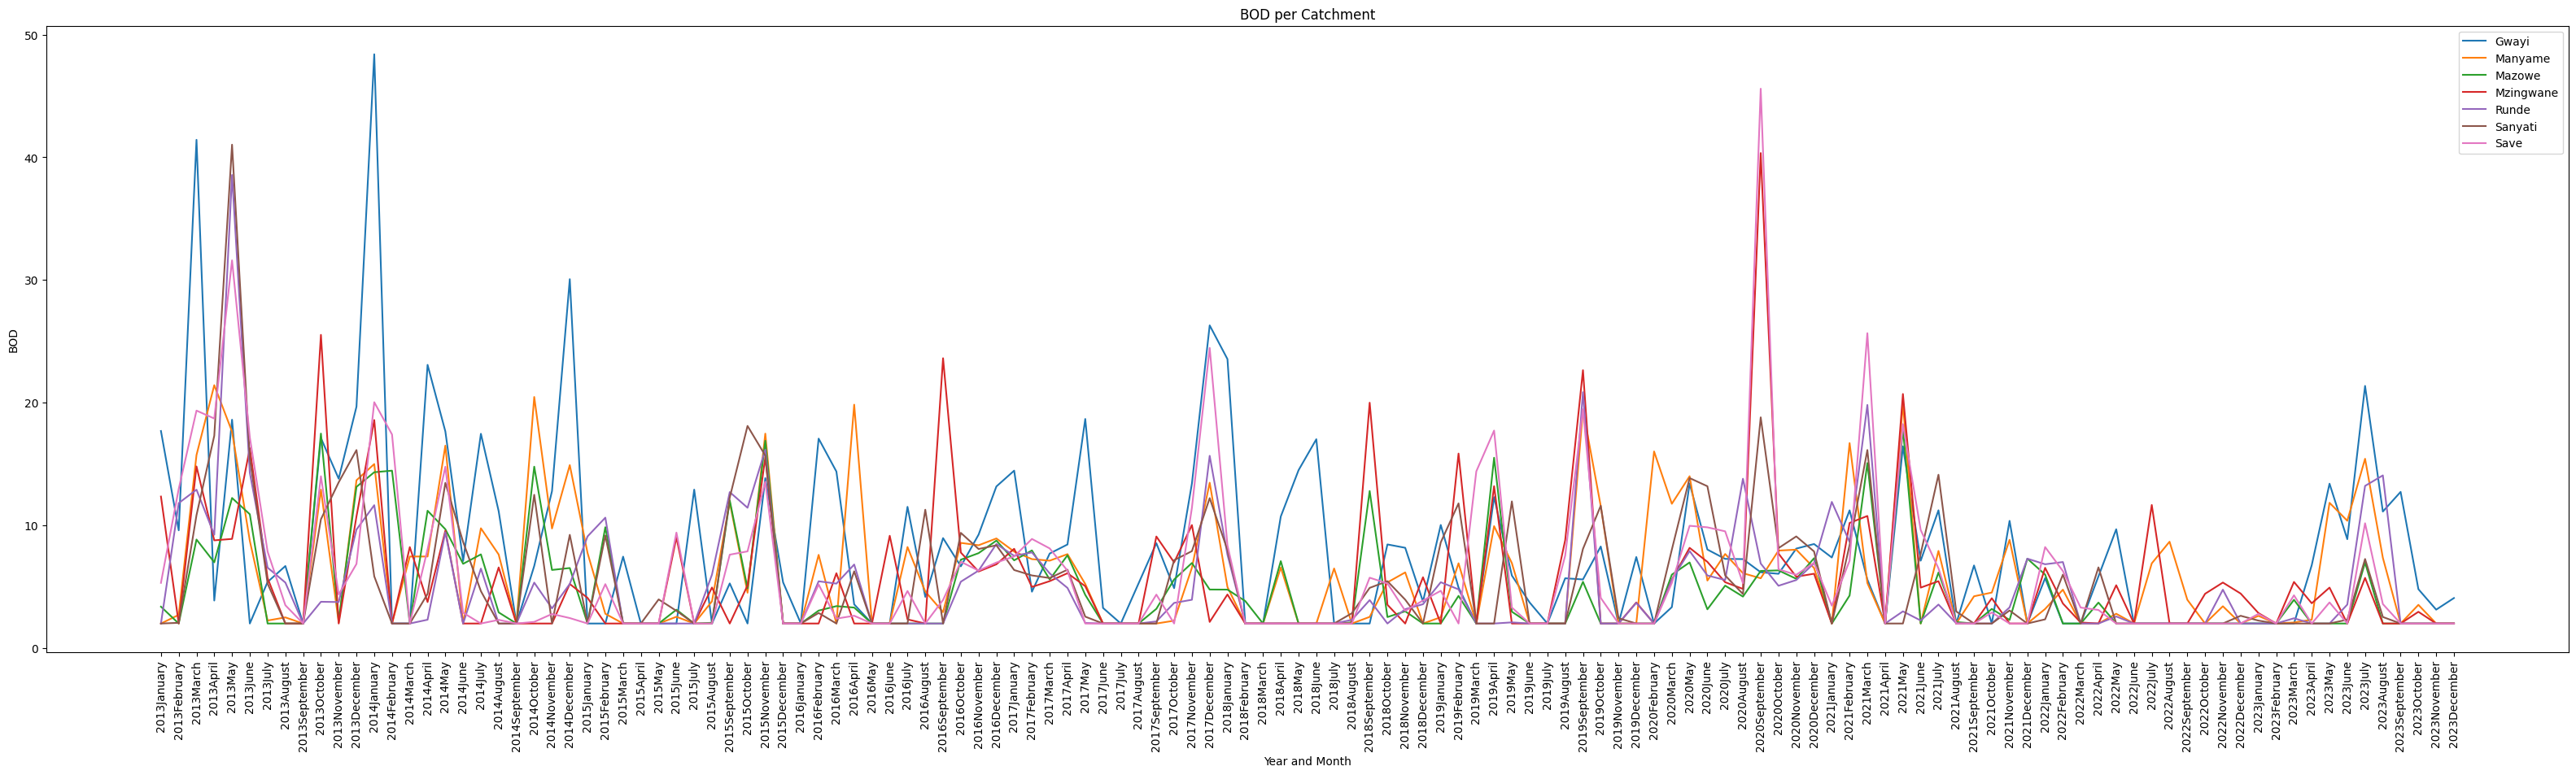 BOD per Catchment
50
40
30
20
10
0
BOD
Gwayi
Manyame
Mazowe
Mzingwane
Runde
Sanyati
Save
2013January
2013February
2013March
2013April
2013May
2013June
2013July
2013August
2013September
2013October
2013November
2013December
2014January
2014February
2014March
2014April
2014May
2014June
2014July
2014August
2014September
2014October
2014November
2014December
2015January
2015February
2015March
2015April
2015May
2015June
2015July
2015August
2015September
2015October
2015November
2015December
2016January
2016February
2016March
2016April
2016May
2016June
2016July
2016August
2016September
2016October
2016November
2016December
2017January
2017February
2017March
2017April
2017May
2017June
2017July
2017August
2017September
2017October
2017November
2017December
2018January
2018February
2018March
2018April
2018May
2018June
2018July
2018August
2018September
2018October
2018November
2018December
2019January
2019February
2019March
2019April
2019May
2019June
2019July
2019August
2019September
2019October
2019November
2019December
2020February
2020March
2020May
2020June
2020July
2020August
2020September
2020October
2020November
2020December
2021January
2021February
2021March
2021April
2021May
2021June
2021July
2021August
2021September
2021October
2021November
2021December
2022January
2022February
2022March
2022April
2022May
2022June
2022July
2022August
2022September
2022October
2022November
2022December
2023January
2023February
2023March
2023April
2023May
2023June
2023July
2023August
2023September
2023October
2023November
2023December
Year and Month